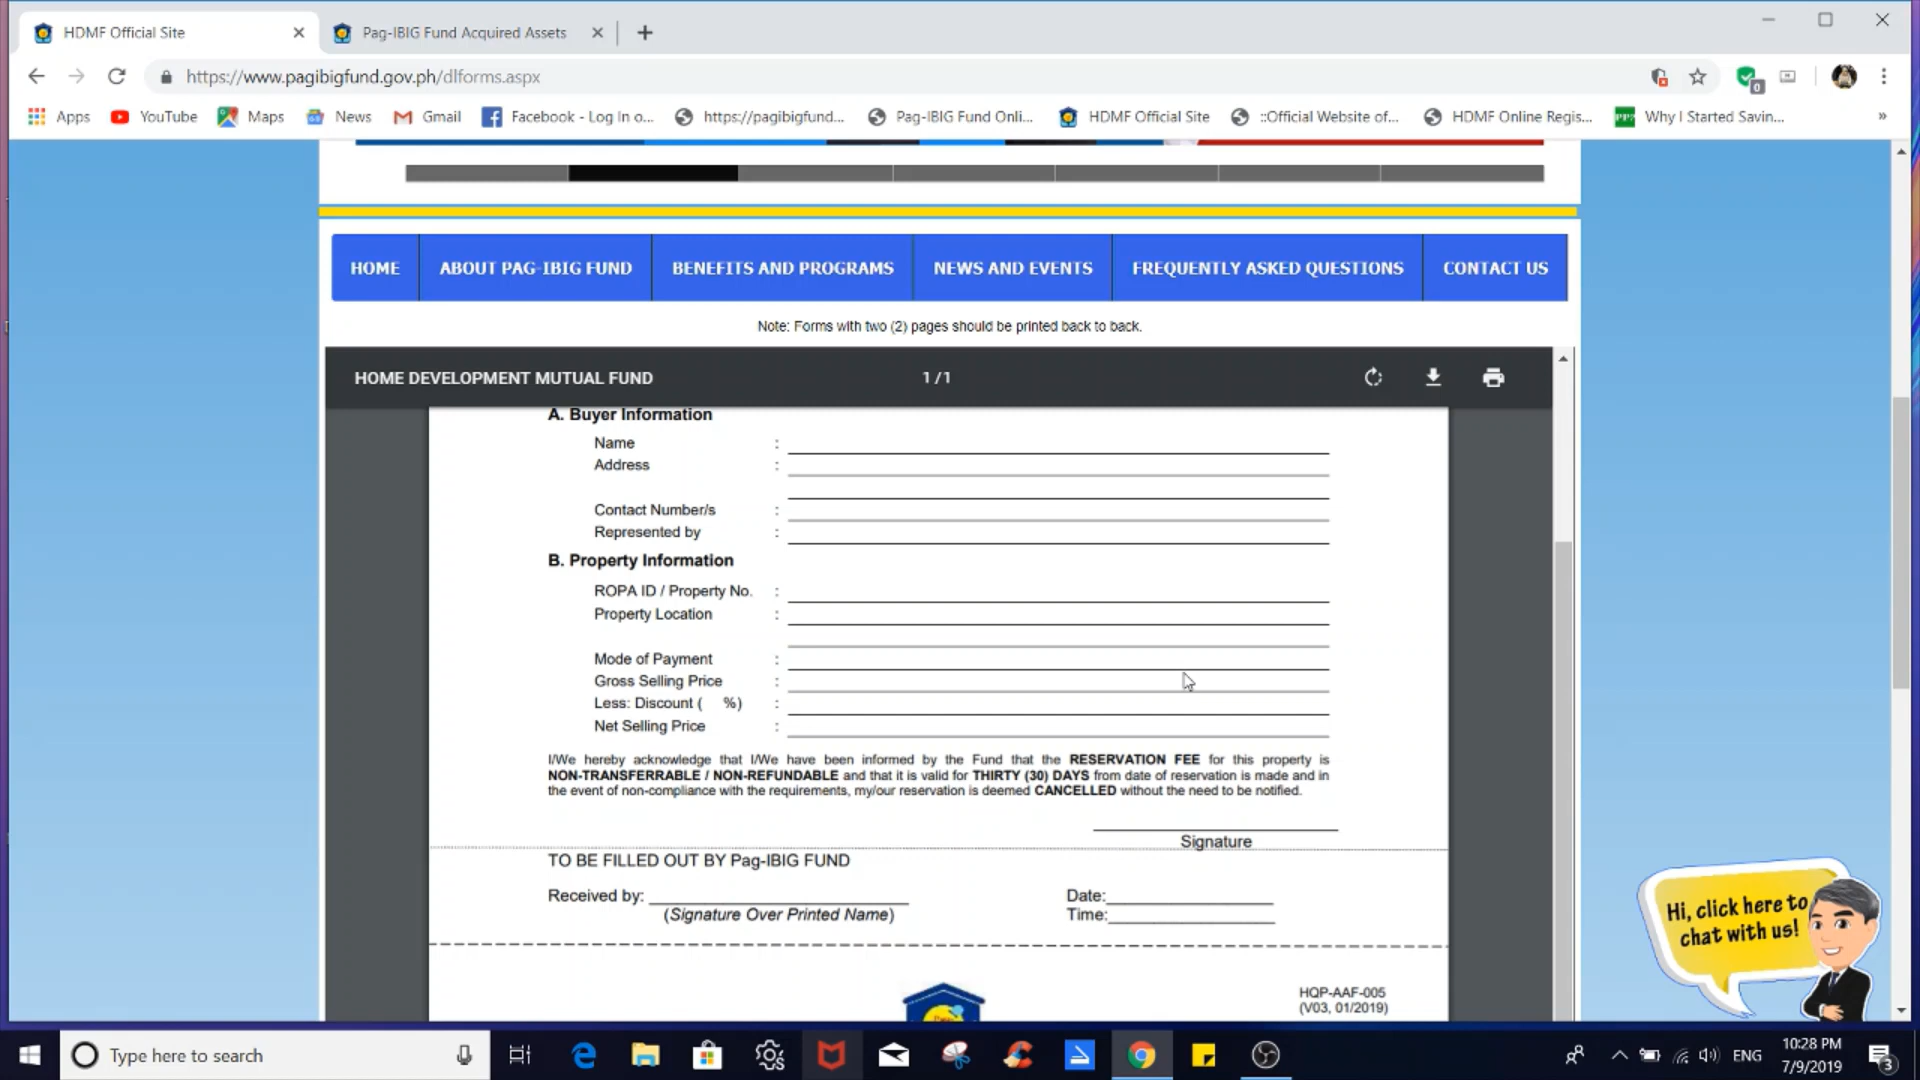 HDMF Official Site
Pag-IBIG Fund Acquired Assets
https://www.pagibigfund.gov.ph/dlforms.aspx
0
Apps
YouTube
Maps
News
Gmail
Facebook - Log In o...
https://pagibigfund...
Pag-IBIG Fund Onli...
HDMF Official Site
::Official Website of...
HDMF Online Regis...
Why I Started Savin...
»
HOME
ABOUT PAG-IBIG FUND
BENEFITS AND PROGRAMS
NEWS AND EVENTS
FREQUENTLY ASKED QUESTIONS
CONTACT US
Note: Forms with two (2) pages should be printed back to back.
HOME DEVELOPMENT MUTUAL FUND
1 / 1
A. Buyer Information
Name :
Address :
Contact Number/s :
Represented by :
B. Property Information
ROPA ID / Property No. :
Property Location :
Mode of Payment :
Gross Selling Price :
Less: Discount ( %) :
Net Selling Price :
I/We hereby acknowledge that I/We have been informed by the Fund that the RESERVATION FEE for this property is
NON-TRANSFERRABLE / NON-REFUNDABLE and that it is valid for THIRTY (30) DAYS from date of reservation is made and in
the event of non-compliance with the requirements, my/our reservation is deemed CANCELLED without the need to be notified.
Signature
TO BE FILLED OUT BY Pag-IBIG FUND
Received by:
Date:
(Signature Over Printed Name)
Time:
HQP-AAF-005
(V03, 01/2019)
Hi, click here to
chat with us!
Type here to search
ENG
10:28 PM
7/9/2019
3